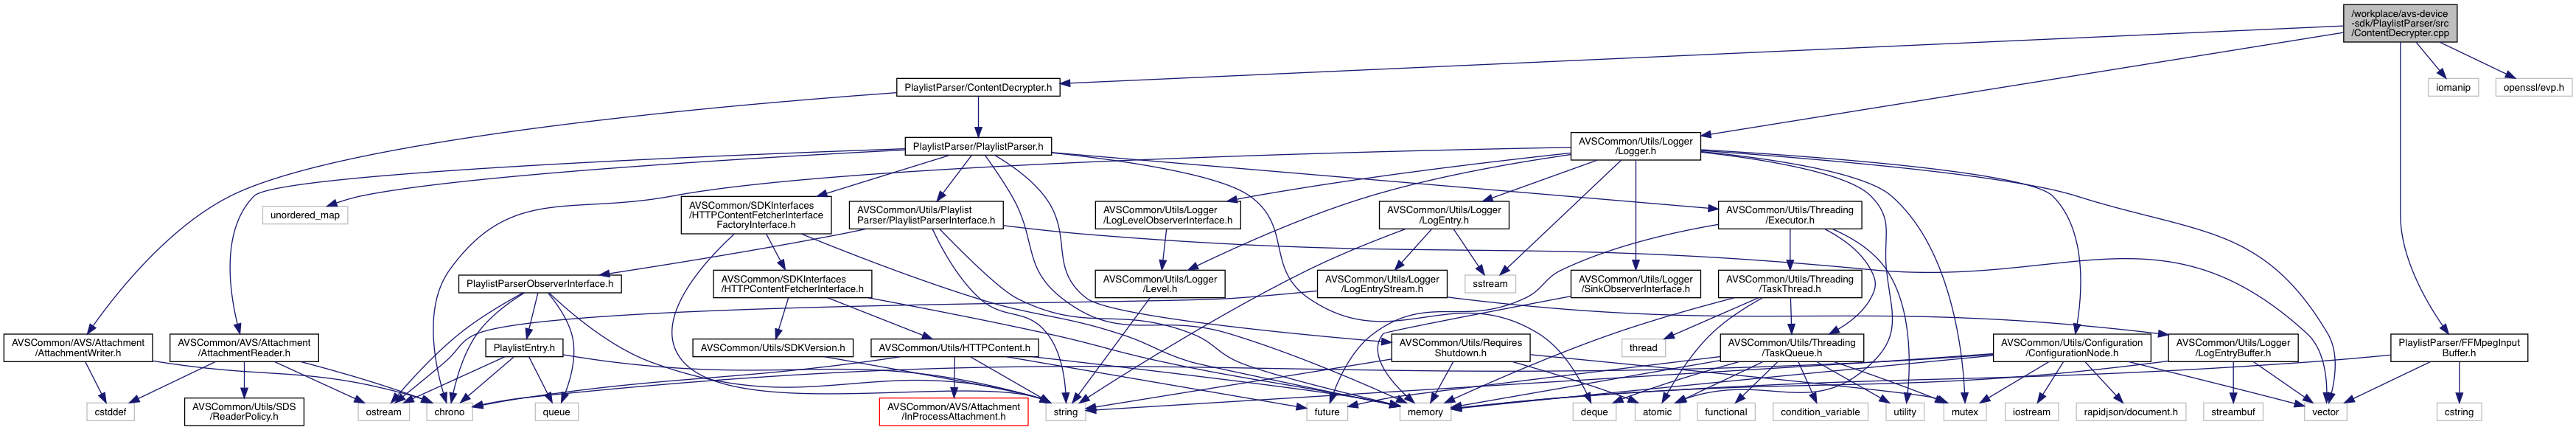 /workplace/avs-device
-sdk/PlaylistParser/src
/ContentDecrypter.cpp
PlaylistParser/ContentDecrypter.h
iomanip
openssl/evp.h
PlaylistParser/PlaylistParser.h
AVSCommon/Utils/Logger
/Logger.h
unordered_map
AVSCommon/SDKInterfaces
/HTTPContentFetcherInterface
FactoryInterface.h
AVSCommon/Utils/Playlist
Parser/PlaylistParserInterface.h
AVSCommon/Utils/Logger
/LogLevelObserverInterface.h
AVSCommon/Utils/Logger
/LogEntry.h
AVSCommon/Utils/Threading
/Executor.h
PlaylistParserObserverInterface.h
AVSCommon/SDKInterfaces
/HTTPContentFetcherInterface.h
AVSCommon/Utils/Logger
/Level.h
AVSCommon/Utils/Logger
/LogEntryStream.h
sstream
AVSCommon/Utils/Logger
/SinkObserverInterface.h
AVSCommon/Utils/Threading
/TaskThread.h
AVSCommon/AVS/Attachment
/AttachmentWriter.h
AVSCommon/AVS/Attachment
/AttachmentReader.h
PlaylistEntry.h
AVSCommon/Utils/SDKVersion.h
AVSCommon/Utils/HTTPContent.h
AVSCommon/Utils/Requires
Shutdown.h
thread
AVSCommon/Utils/Threading
/TaskQueue.h
AVSCommon/Utils/Configuration
/ConfigurationNode.h
AVSCommon/Utils/Logger
/LogEntryBuffer.h
PlaylistParser/FFMpegInput
Buffer.h
cstddef
AVSCommon/Utils/SDS
/ReaderPolicy.h
ostream
chrono
queue
AVSCommon/AVS/Attachment
/InProcessAttachment.h
string
future
memory
deque
atomic
functional
condition_variable
utility
mutex
iostream
rapidjson/document.h
streambuf
vector
cstring